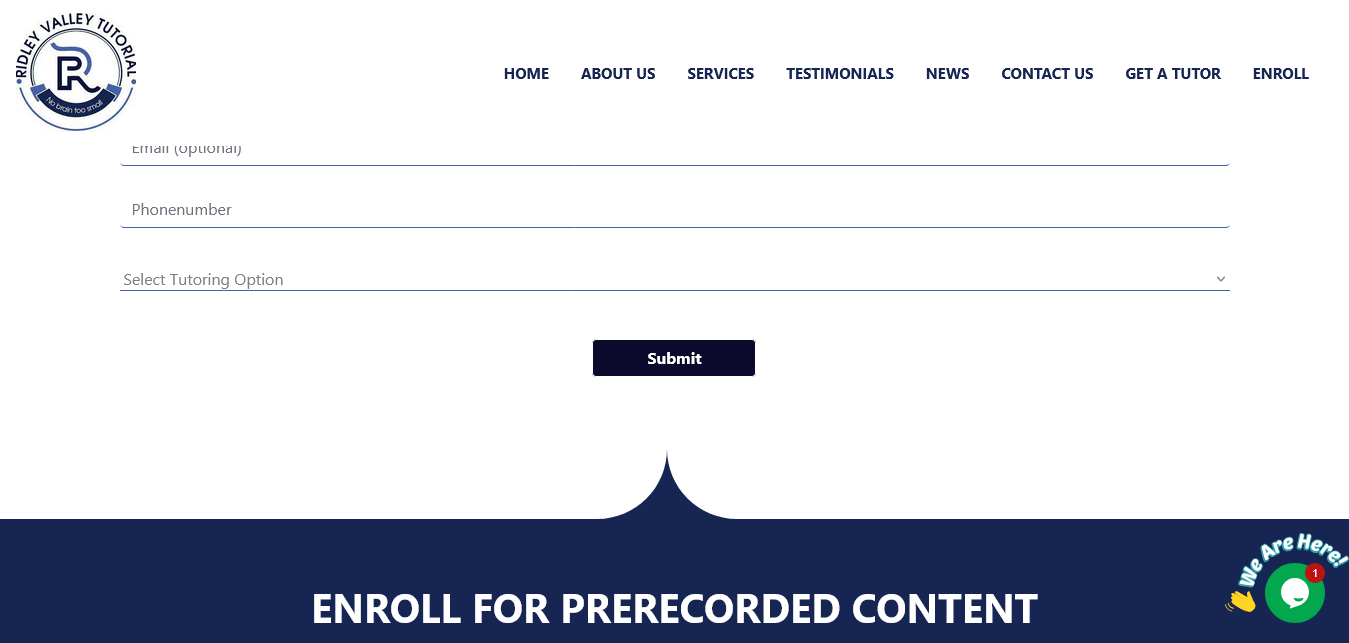 RIDLEY VALLEY TUTORIAL
R
No brain too small
HOME ABOUT US SERVICES TESTIMONIALS NEWS CONTACT US GET A TUTOR ENROLL
Email (optional)
Phonenumber
Select Tutoring Option
Submit
We Are Here!
1
ENROLL FOR PRERECORDED CONTENT